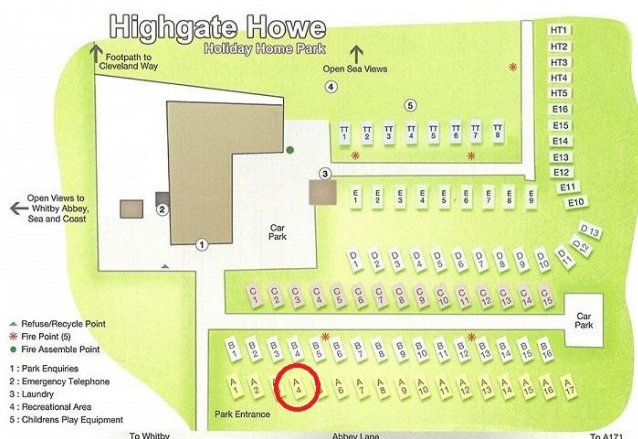 Highgate Howe
Holiday Home Park
Footpath to
Cleveland Way
Open Sea Views
4
5
HT1
HT2
HT3
HT4
HT5
E16
E15
E14
E13
E12
E11
E10
TT 1 TT 2 TT 3 TT 4 TT 5 TT 6 TT 7 TT 8
3
E 1 E 2 E 3 E 4 E 5 E 6 E 7 E 8 E 9
Open Views to
Whitby Abbey,
Sea and Coast
2
1
Car
Park
D 1 D 2 D 3 D 4 D 5 D 6 D 7 D 8 D 9 D 10 D 11 D 12 D 13
C 1 C 2 C 3 C 4 C 5 C 6 C 7 C 8 C 9 C 10 C 11 C 12 C 13 C 14 C 15
Car
Park
Refuse/Recycle Point
Fire Point (5)
Fire Assemble Point
1 : Park Enquiries
2 : Emergency Telephone
3 : Laundry
4 : Recreational Area
5 : Childrens Play Equipment
B 1 B 2 B 3 B 4 B 5 B 6 B 7 B 8 B 9 B 10 B 11 B 12 B 13 B 14 B 15 B 16
A 1 A 2 A 4 A 6 A 7 A 8 A 9 A 10 A 11 A 12 A 13 A 14 A 15 A 16 A 17
Park Entrance
To Whitby
Abbey Lane
To A171